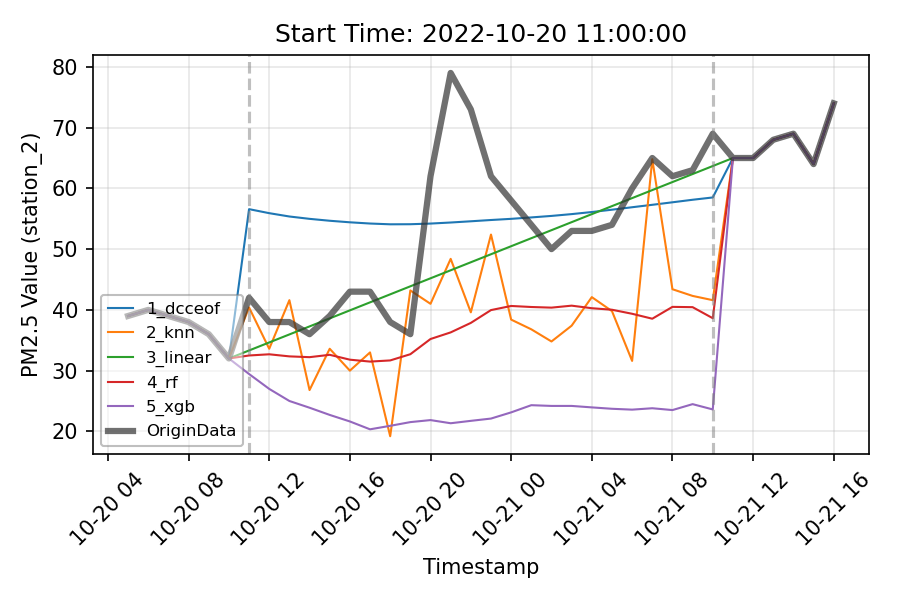 Start Time: 2022-10-20 11:00:00
PM2.5 Value (station_2)
80
70
60
50
40
30
20
1_dcceof
2_knn
3_linear
4_rf
5_xgb
OriginData
10-20 04
10-20 08
10-20 12
10-20 16
10-20 20
10-21 00
10-21 04
10-21 08
10-21 12
10-21 16
Timestamp